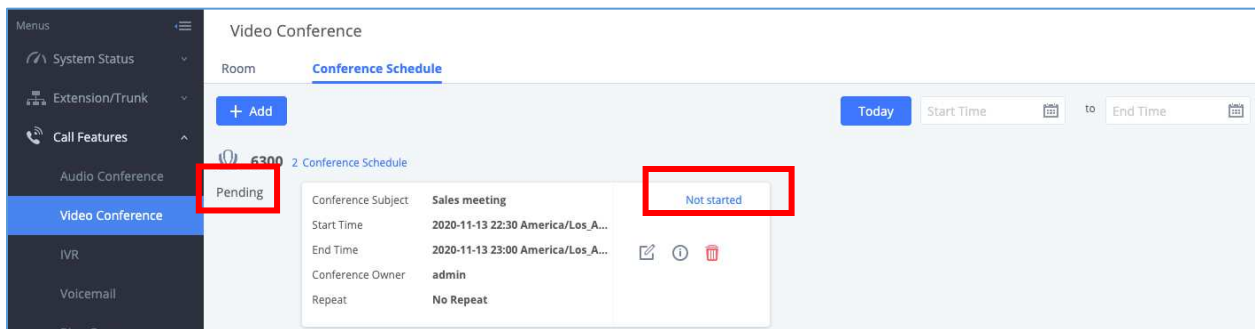 Menus
System Status
Extension/Trunk
Call Features
Audio Conference
Video Conference
IVR
Voicemail
Video Conference
Room Conference Schedule
+ Add
Today Start Time to End Time
6300 2 Conference Schedule
Pending
Conference Subject Sales meeting Not started
Start Time 2020-11-13 22:30 America/Los_A...
End Time 2020-11-13 23:00 America/Los_A...
Conference Owner admin
Repeat No Repeat